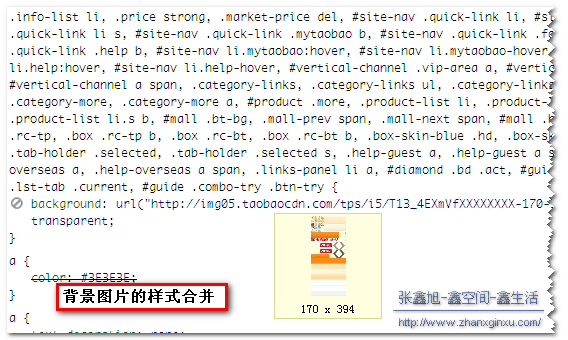 .info-list li, .price strong, .market-price del, #site-nav .quick-link li, #s
.quick-link li s, #site-nav .quick-link .mytaobao b, #site-nav .quick-link .f
.quick-link .help b, #site-nav li.mytaobao:hover, #site-nav li.mytaobao-hover
li.help:hover, #site-nav li.help-hover, #vertical-channel .vip-area a, #vertic
#vertical-channel a span, .category-links, .category-links ul, .category-links
.category-more, .category-more a, #product .more, .product-list li, .product-
.product-list li.s b, #mall .bt-bg, .mall-prev span, .mall-next span, #mall .
.rc-tp, .box .rc-tp b, .box .rc-bt, .box .rc-bt b, .box-skin-blue .hd, .box-s
.tab-holder .selected, .tab-holder .selected s, .help-guest a, .help-guest a s
overseas a, .help-overseas a span, .links-panel li a, #diamond .bd .act, #gui
.lst-tab .current, #guide .combo-try .btn-try {
background: url("http://img05.taobaocdn.com/tps/i5/T13_4EXmVfXXXXXXXX-170-
transparent;
}
a {
color: #3E3E3E;
}
背景图片的样式合并
a {
170 x 394
张鑫旭-鑫空间-鑫生活
http://www.zhanxginxu.com/